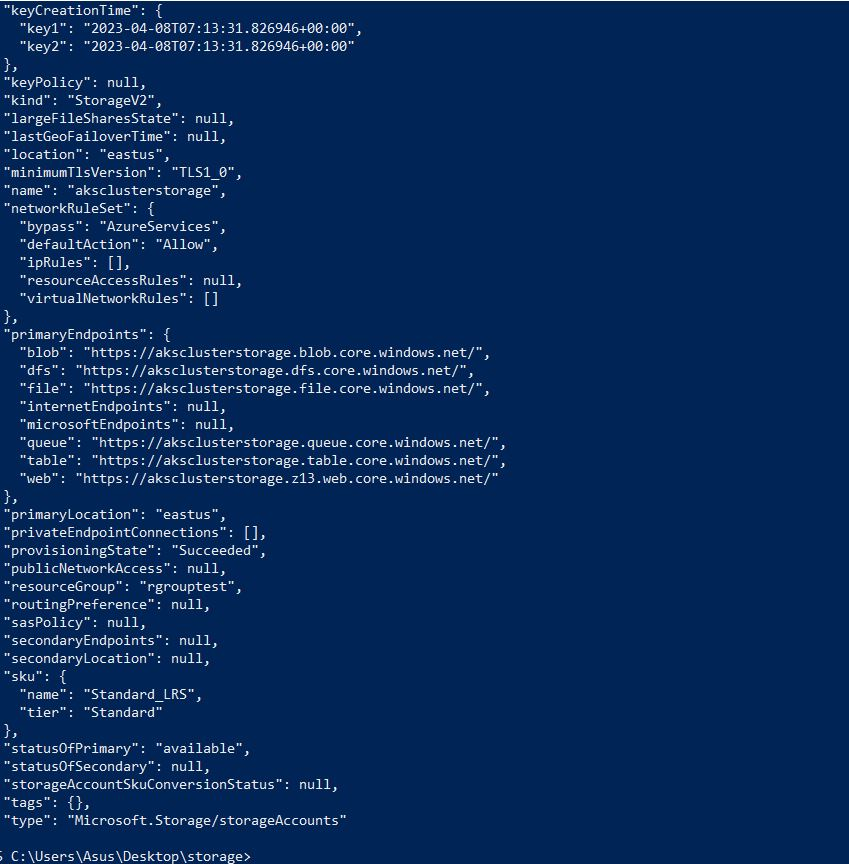 "keyCreationTime": {
  "key1": "2023-04-08T07:13:31.826946+00:00",
  "key2": "2023-04-08T07:13:31.826946+00:00"
},
"keyPolicy": null,
"kind": "StorageV2",
"largeFileSharesState": null,
"lastGeoFailoverTime": null,
"location": "eastus",
"minimumTlsVersion": "TLS1_0",
"name": "aksclusterstorage",
"networkRuleSet": {
  "bypass": "AzureServices",
  "defaultAction": "Allow",
  "ipRules": [],
  "resourceAccessRules": null,
  "virtualNetworkRules": []
},
"primaryEndpoints": {
  "blob": "https://aksclusterstorage.blob.core.windows.net/",
  "dfs": "https://aksclusterstorage.dfs.core.windows.net/",
  "file": "https://aksclusterstorage.file.core.windows.net/",
  "internetEndpoints": null,
  "microsoftEndpoints": null,
  "queue": "https://aksclusterstorage.queue.core.windows.net/",
  "table": "https://aksclusterstorage.table.core.windows.net/",
  "web": "https://aksclusterstorage.z13.web.core.windows.net/"
},
"primaryLocation": "eastus",
"privateEndpointConnections": [],
"provisioningState": "Succeeded",
"publicNetworkAccess": null,
"resourceGroup": "rgrouptest",
"routingPreference": null,
"sasPolicy": null,
"secondaryEndpoints": null,
"secondaryLocation": null,
"sku": {
  "name": "Standard_LRS",
  "tier": "Standard"
},
"statusOfPrimary": "available",
"statusOfSecondary": null,
"storageAccountSkuConversionStatus": null,
"tags": {},
"type": "Microsoft.Storage/storageAccounts"
C:\Users\Asus\Desktop\storage>